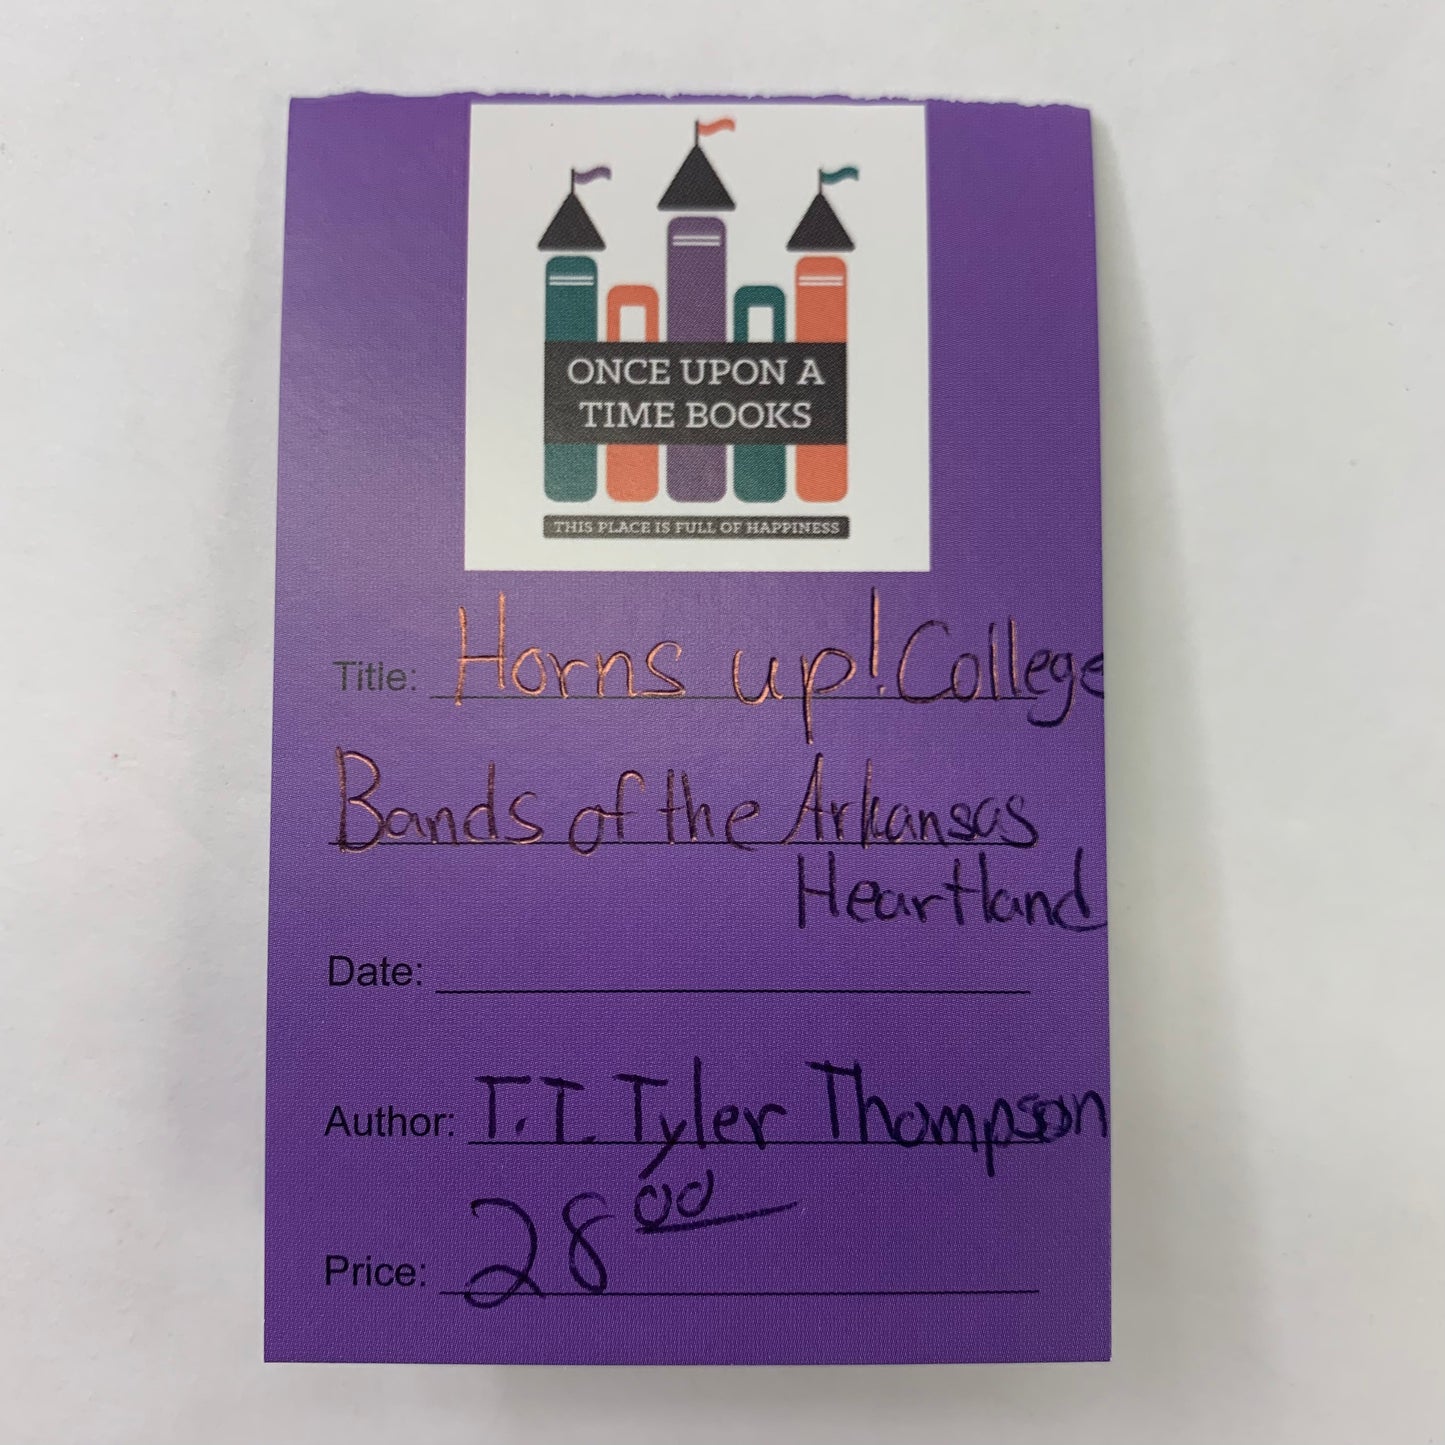 ONCE UPON A
TIME BOOKS
THIS PLACE IS FULL OF HAPPINESS
Title: Horns up! College
Bands of the Arkansas
Heartland
Date:
Author: T. T. Tyler Thompson
Price: 28 00